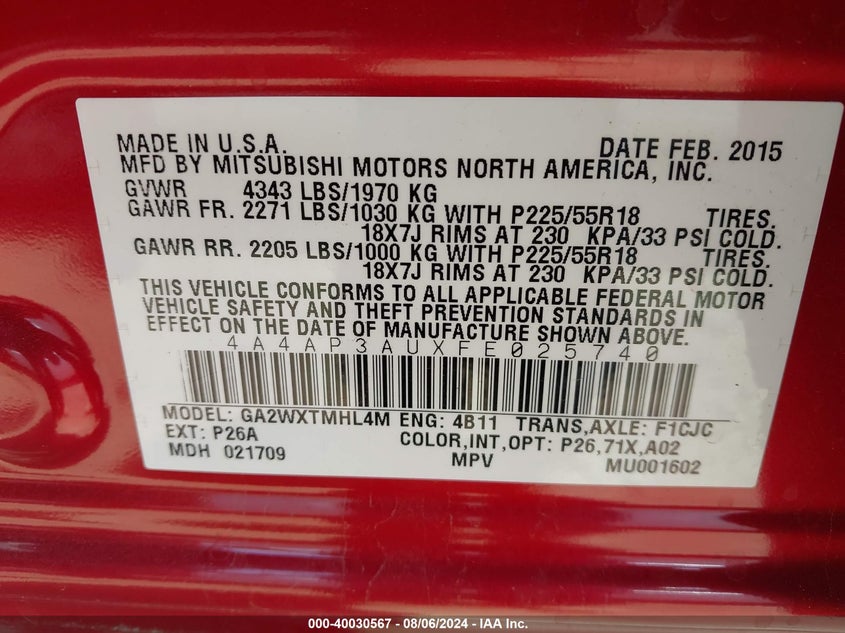 MADE IN U.S.A. DATE FEB. 2015
MFD BY MITSUBISHI MOTORS NORTH AMERICA, INC.
GVWR 4343 LBS/1970 KG
GAWR FR. 2271 LBS/1030 KG WITH P225/55R18 TIRES.
18X7J RIMS AT 230 KPA/33 PSI COLD.
GAWR RR. 2205 LBS/1000 KG WITH P225/55R18 TIRES.
18X7J RIMS AT 230 KPA/33 PSI COLD.
THIS VEHICLE CONFORMS TO ALL APPLICABLE FEDERAL MOTOR
VEHICLE SAFETY AND THEFT PREVENTION STANDARDS IN
EFFECT ON THE DATE OF MANUFACTURE SHOWN ABOVE.
4A4AP3AUXFE025740
MODEL: GA2WXTMHL4M ENG: 4B11 TRANS,AXLE: F1CJC
EXT: P26A COLOR,INT,OPT: P26,71X,A02
MDH 021709 MPV MU001602
000-40030567 - 08/06/2024 - IAA Inc.